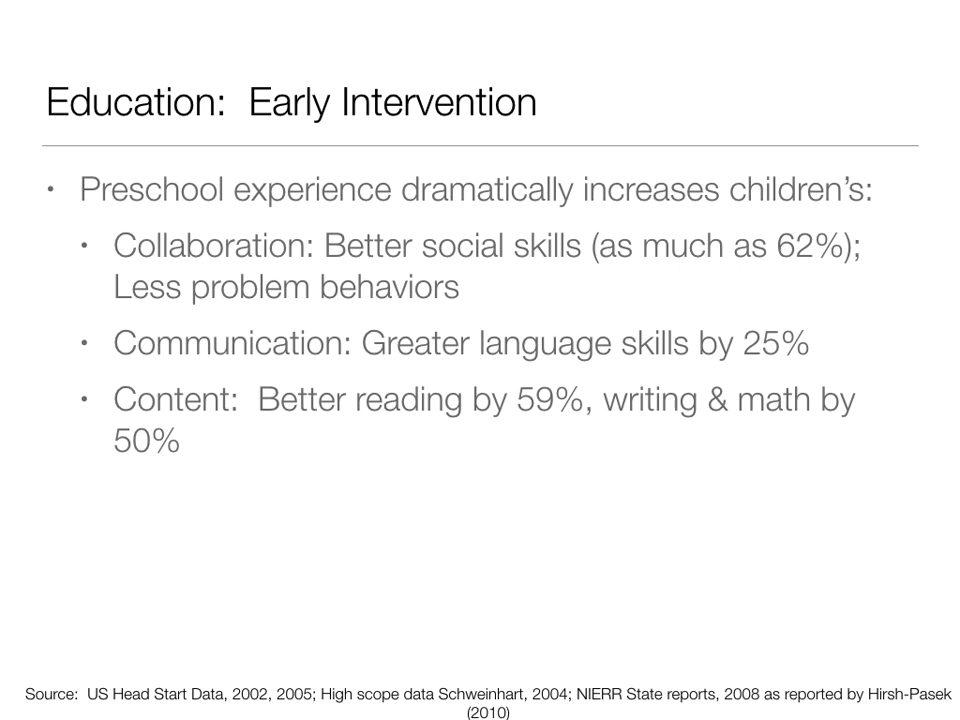 Education:  Early Intervention
• Preschool experience dramatically increases children’s:
• Collaboration: Better social skills (as much as 62%);
Less problem behaviors
• Communication: Greater language skills by 25%
• Content:  Better reading by 59%, writing & math by
50%
Source:  US Head Start Data, 2002, 2005; High scope data Schweinhart, 2004; NIERR State reports, 2008 as reported by Hirsh-Pasek
(2010)